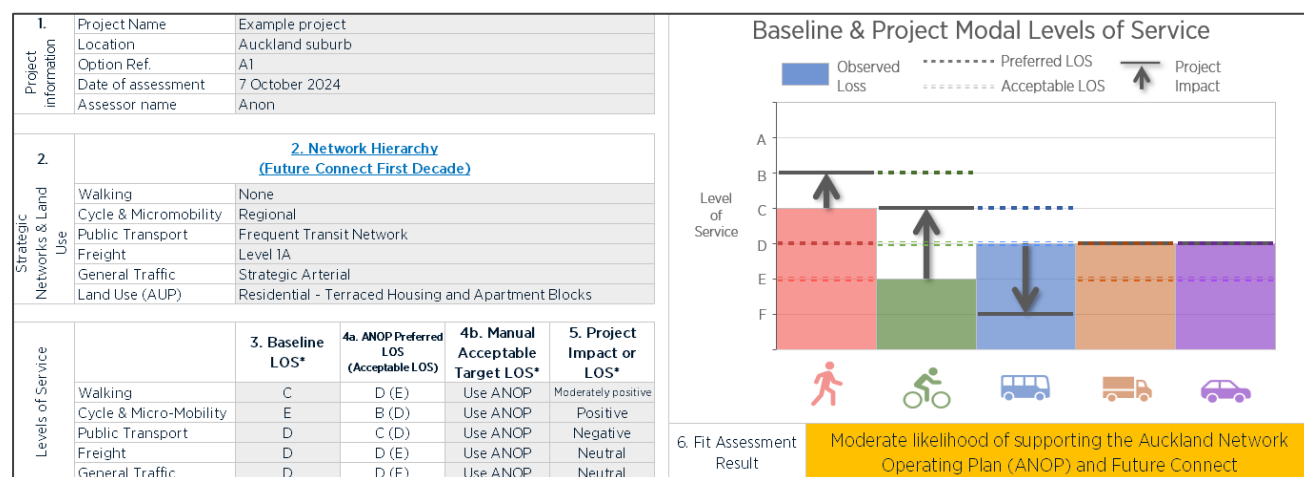 1.
Project information
Project Name Example project
Location Auckland suburb
Option Ref. A1
Date of assessment 7 October 2024
Assessor name Anon
2.
Strategic Networks & Land Use
2. Network Hierarchy
(Future Connect First Decade)
Walking None
Cycle & Micromobility Regional
Public Transport Frequent Transit Network
Freight Level 1A
General Traffic Strategic Arterial
Land Use (AUP) Residential - Terraced Housing and Apartment Blocks
Levels of Service
3. Baseline LOS*
4a. ANOP Preferred LOS (Acceptable LOS)
4b. Manual Acceptable Target LOS*
5. Project Impact or LOS*
Walking C D (E) Use ANOP Moderately positive
Cycle & Micro-Mobility E B (D) Use ANOP Positive
Public Transport D C (D) Use ANOP Negative
Freight D D (E) Use ANOP Neutral
General Traffic D D (E) Use ANOP Neutral
Baseline & Project Modal Levels of Service
Observed Loss
Preferred LOS
Acceptable LOS
Project Impact
Level of Service
A
B
C
D
E
F
6. Fit Assessment Result
Moderate likelihood of supporting the Auckland Network
Operating Plan (ANOP) and Future Connect